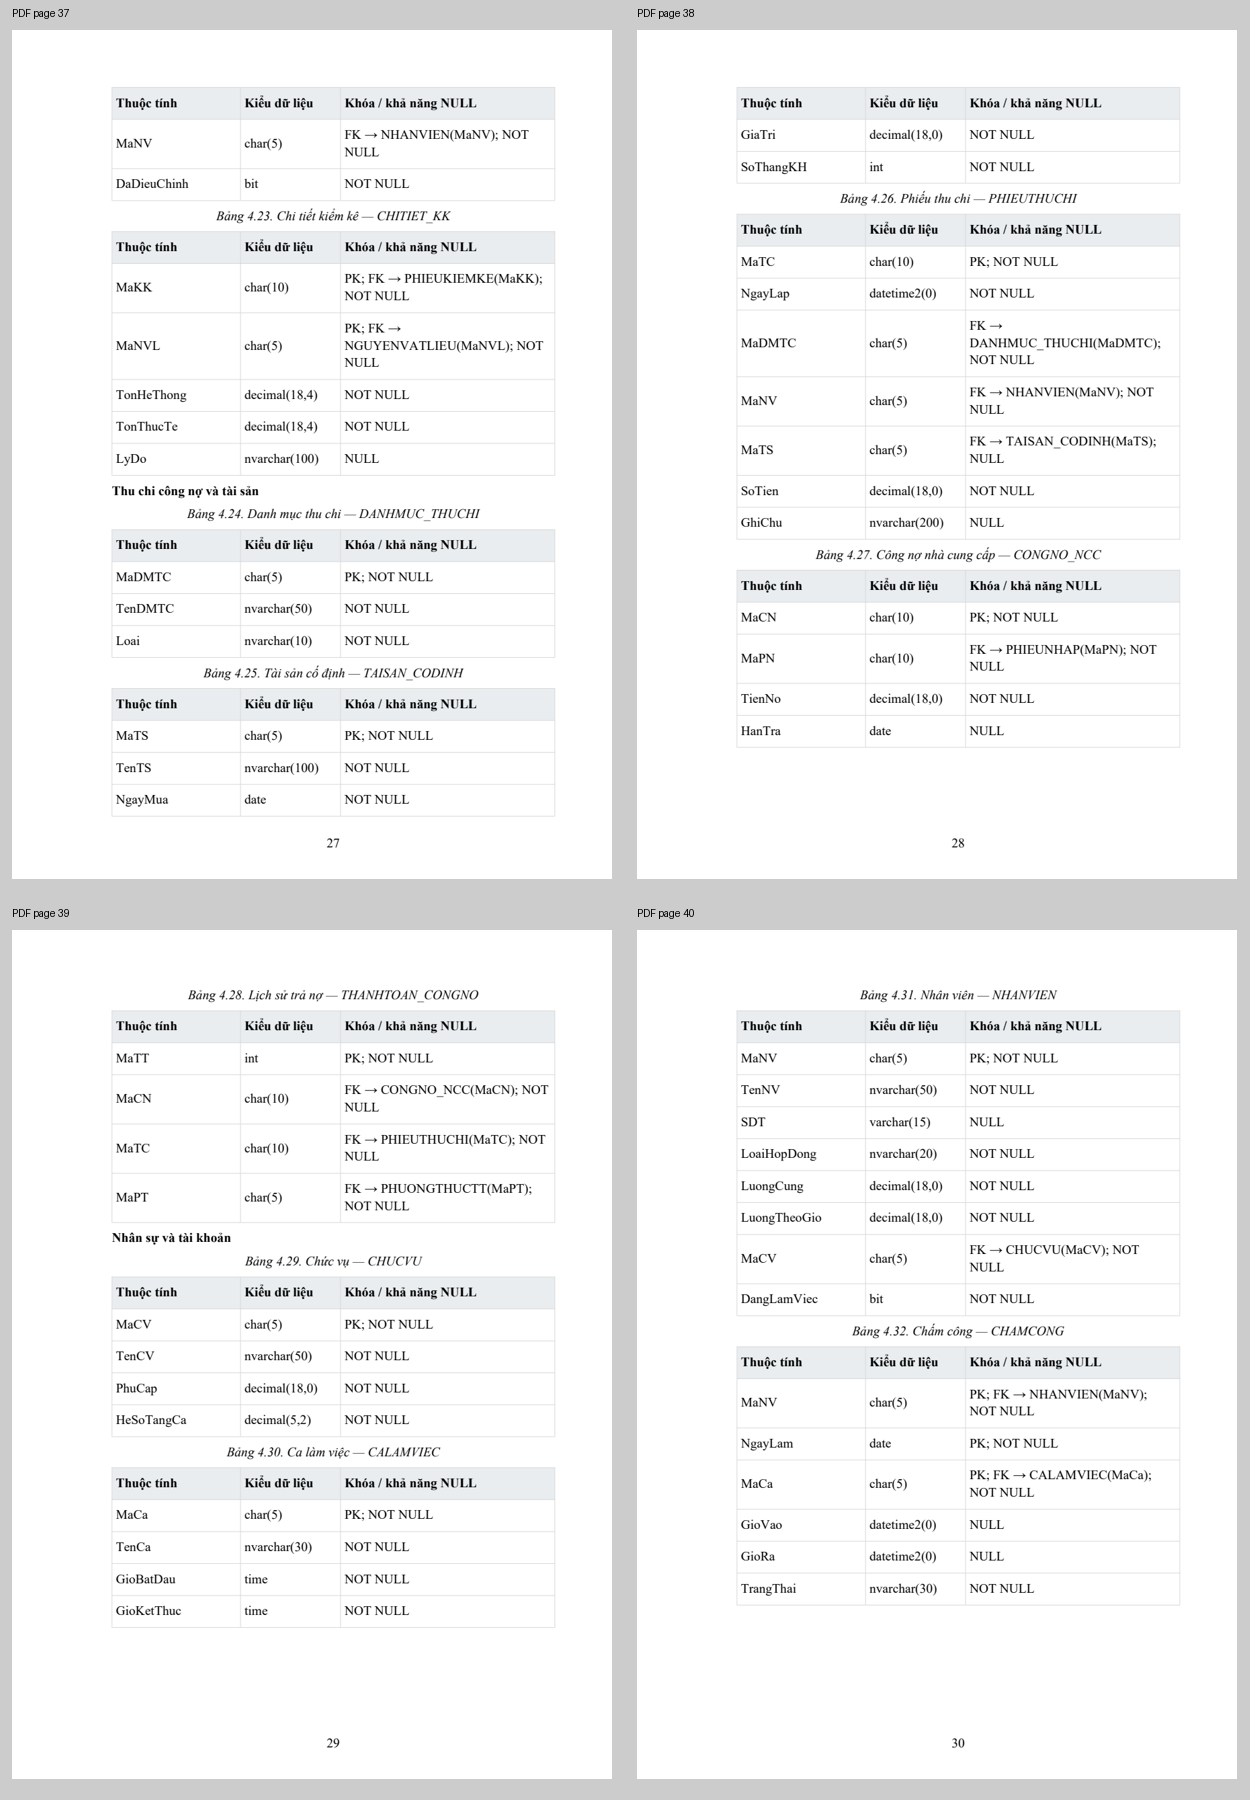 PDF page 37
Thuộc tính Kiểu dữ liệu Khóa / khả năng NULL
MaNV char(5) FK → NHANVIEN(MaNV); NOT
NULL
DaDieuChinh bit NOT NULL
Bảng 4.23. Chi tiết kiểm kê — CHITIET_KK
Thuộc tính Kiểu dữ liệu Khóa / khả năng NULL
MaKK char(10) PK; FK → PHIEUKIEMKE(MaKK);
NOT NULL
MaNVL char(5) PK; FK →
NGUYENVATLIEU(MaNVL); NOT
NULL
TonHeThong decimal(18,4) NOT NULL
TonThucTe decimal(18,4) NOT NULL
LyDo nvarchar(100) NULL
Thu chi công nợ và tài sản
Bảng 4.24. Danh mục thu chi — DANHMUC_THUCHI
Thuộc tính Kiểu dữ liệu Khóa / khả năng NULL
MaDMTC char(5) PK; NOT NULL
TenDMTC nvarchar(50) NOT NULL
Loai nvarchar(10) NOT NULL
Bảng 4.25. Tài sản cố định — TAISAN_CODINH
Thuộc tính Kiểu dữ liệu Khóa / khả năng NULL
MaTS char(5) PK; NOT NULL
TenTS nvarchar(100) NOT NULL
NgayMua date NOT NULL
27
PDF page 38
Thuộc tính Kiểu dữ liệu Khóa / khả năng NULL
GiaTri decimal(18,0) NOT NULL
SoThangKH int NOT NULL
Bảng 4.26. Phiếu thu chi — PHIEUTHUCHI
Thuộc tính Kiểu dữ liệu Khóa / khả năng NULL
MaTC char(10) PK; NOT NULL
NgayLap datetime2(0) NOT NULL
MaDMTC char(5) FK →
DANHMUC_THUCHI(MaDMTC);
NOT NULL
MaNV char(5) FK → NHANVIEN(MaNV); NOT
NULL
MaTS char(5) FK → TAISAN_CODINH(MaTS);
NULL
SoTien decimal(18,0) NOT NULL
GhiChu nvarchar(200) NULL
Bảng 4.27. Công nợ nhà cung cấp — CONGNO_NCC
Thuộc tính Kiểu dữ liệu Khóa / khả năng NULL
MaCN char(10) PK; NOT NULL
MaPN char(10) FK → PHIEUNHAP(MaPN); NOT
NULL
TienNo decimal(18,0) NOT NULL
HanTra date NULL
28
PDF page 39
Bảng 4.28. Lịch sử trả nợ — THANHTOAN_CONGNO
Thuộc tính Kiểu dữ liệu Khóa / khả năng NULL
MaTT int PK; NOT NULL
MaCN char(10) FK → CONGNO_NCC(MaCN); NOT
NULL
MaTC char(10) FK → PHIEUTHUCHI(MaTC); NOT
NULL
MaPT char(5) FK → PHUONGTHUCTT(MaPT);
NOT NULL
Nhân sự và tài khoản
Bảng 4.29. Chức vụ — CHUCVU
Thuộc tính Kiểu dữ liệu Khóa / khả năng NULL
MaCV char(5) PK; NOT NULL
TenCV nvarchar(50) NOT NULL
PhuCap decimal(18,0) NOT NULL
HeSoTangCa decimal(5,2) NOT NULL
Bảng 4.30. Ca làm việc — CALAMVIEC
Thuộc tính Kiểu dữ liệu Khóa / khả năng NULL
MaCa char(5) PK; NOT NULL
TenCa nvarchar(30) NOT NULL
GioBatDau time NOT NULL
GioKetThuc time NOT NULL
29
PDF page 40
Bảng 4.31. Nhân viên — NHANVIEN
Thuộc tính Kiểu dữ liệu Khóa / khả năng NULL
MaNV char(5) PK; NOT NULL
TenNV nvarchar(50) NOT NULL
SDT varchar(15) NULL
LoaiHopDong nvarchar(20) NOT NULL
LuongCung decimal(18,0) NOT NULL
LuongTheoGio decimal(18,0) NOT NULL
MaCV char(5) FK → CHUCVU(MaCV); NOT
NULL
DangLamViec bit NOT NULL
Bảng 4.32. Chấm công — CHAMCONG
Thuộc tính Kiểu dữ liệu Khóa / khả năng NULL
MaNV char(5) PK; FK → NHANVIEN(MaNV);
NOT NULL
NgayLam date PK; NOT NULL
MaCa char(5) PK; FK → CALAMVIEC(MaCa);
NOT NULL
GioVao datetime2(0) NULL
GioRa datetime2(0) NULL
TrangThai nvarchar(30) NOT NULL
30